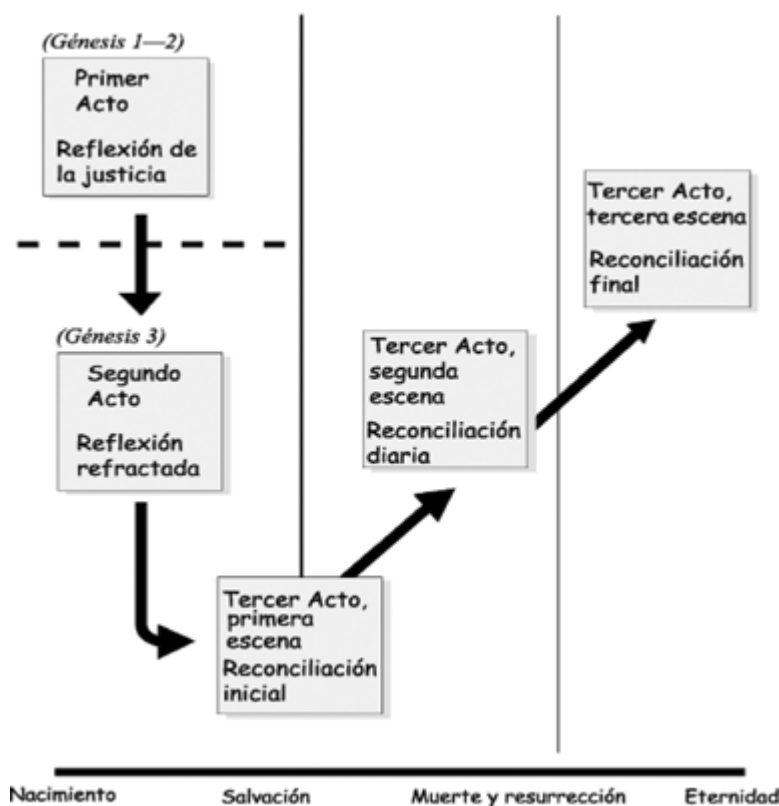 (Génesis 1—2)
Primer
Acto
Reflexión de
la justicia
(Génesis 3)
Segundo
Acto
Reflexión
refractada
Tercer Acto,
primera
escena
Reconciliación
inicial
Tercer Acto,
segunda
escena
Reconciliación
diaria
Tercer Acto,
tercera escena
Reconciliación
final
Nacimiento
Salvación
Muerte y resurrección
Eternidad